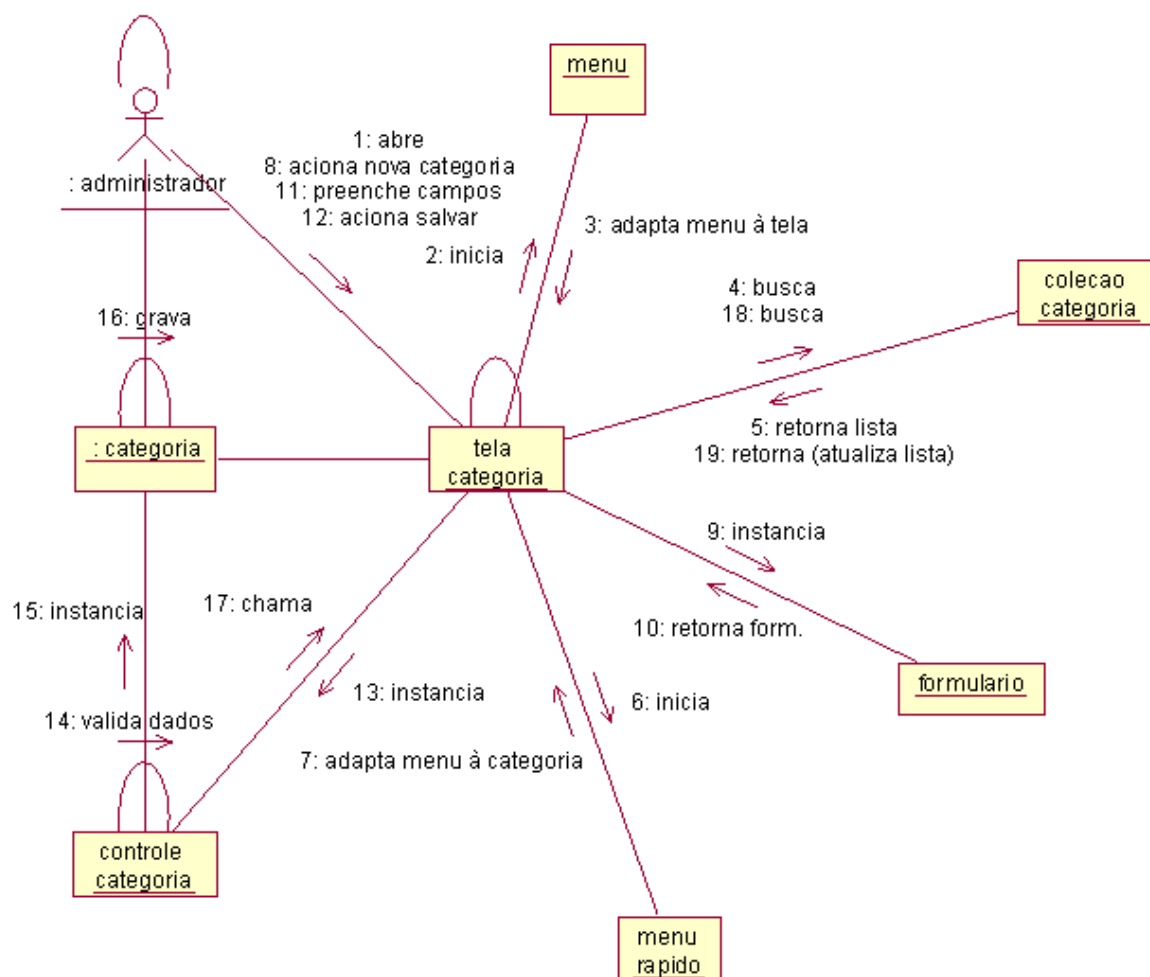 menu
1: abre
8: aciona nova categoria
11: preenche campos
12: aciona salvar
: administrador
3: adapta menu à tela
2: inicia
4: busca
18: busca
colecao
categoria
16: grava
5: retorna lista
19: retorna (atualiza lista)
: categoria
tela
categoria
9: instancia
15: instancia
17: chama
10: retorna form.
13: instancia
6: inicia
formulario
14: valida dados
7: adapta menu à categoria
controle
categoria
menu
rapido